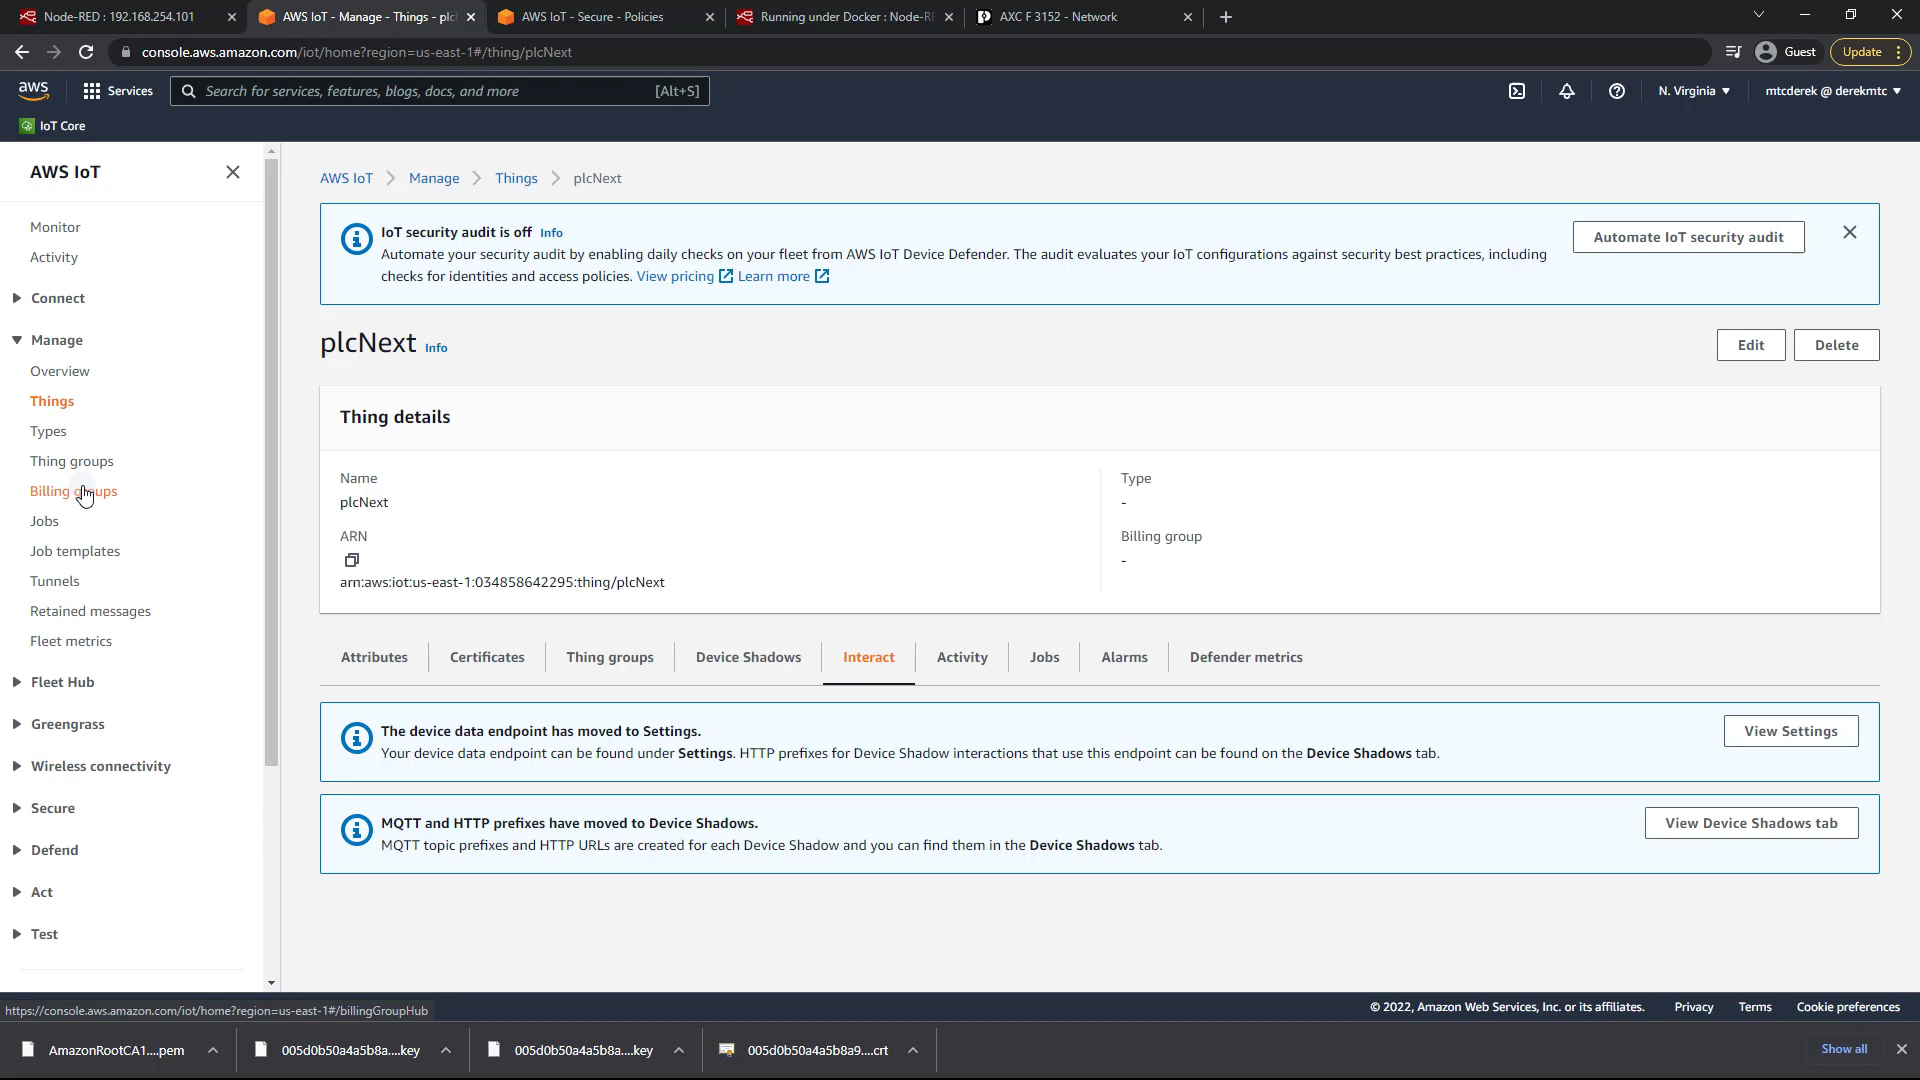 Node-RED : 192.168.254.101
AWS IoT - Manage - Things - plc
AWS IoT - Secure - Policies
Running under Docker : Node-RE
AXC F 3152 - Network
console.aws.amazon.com/iot/home?region=us-east-1#/thing/plcNext
Guest
Update
aws
Services
Search for services, features, blogs, docs, and more
[Alt+S]
N. Virginia
mtcderek @ derekmtc
IoT Core
AWS IoT
Monitor
Activity
Connect
Manage
Overview
Things
Types
Thing groups
Billing groups
Jobs
Job templates
Tunnels
Retained messages
Fleet metrics
Fleet Hub
Greengrass
Wireless connectivity
Secure
Defend
Act
Test
AWS IoT
Manage
Things
plcNext
IoT security audit is off Info
Automate your security audit by enabling daily checks on your fleet from AWS IoT Device Defender. The audit evaluates your IoT configurations against security best practices, including
checks for identities and access policies. View pricing Learn more
Automate IoT security audit
plcNext Info
Edit
Delete
Thing details
Name
plcNext
ARN
arn:aws:iot:us-east-1:034858642295:thing/plcNext
Type
-
Billing group
-
Attributes
Certificates
Thing groups
Device Shadows
Interact
Activity
Jobs
Alarms
Defender metrics
The device data endpoint has moved to Settings.
Your device data endpoint can be found under Settings. HTTP prefixes for Device Shadow interactions that use this endpoint can be found on the Device Shadows tab.
View Settings
MQTT and HTTP prefixes have moved to Device Shadows.
MQTT topic prefixes and HTTP URLs are created for each Device Shadow and you can find them in the Device Shadows tab.
View Device Shadows tab
https://console.aws.amazon.com/iot/home?region=us-east-1#/billingGroupHub
© 2022, Amazon Web Services, Inc. or its affiliates.
Privacy
Terms
Cookie preferences
AmazonRootCA1....pem
005d0b50a4a5b8a....key
005d0b50a4a5b8a....key
005d0b50a4a5b8a9....crt
Show all